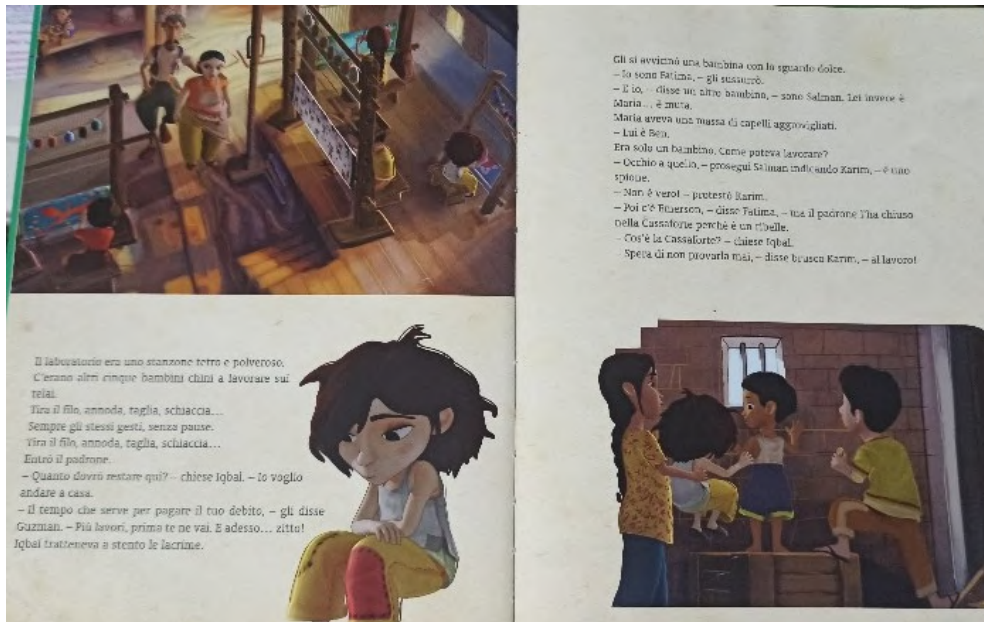 Il laboratorio era uno stanzone tetro e polveroso.
C'erano altri cinque bambini chini a lavorare sui
telai.
Tira il filo, annoda, taglia, schiaccia...
Sempre gli stessi gesti, senza pause.
Tira il filo, annoda, taglia, schiaccia...
Entrò il padrone.
– Quanto dovrò restare qui? – chiese Iqbal. – Io voglio
andare a casa.
– Il tempo che serve per pagare il tuo debito, – gli disse
Guzman. – Più lavori, prima te ne vai. E adesso... zitto!
Iqbal tratteneva a stento le lacrime.
Gli si avvicinò una bambina con lo sguardo dolce.
– Io sono Fatima, – gli sussurrò.
– E io, – disse un altro bambino, – sono Salman. Lei invece è
Maria... è muta.
Maria aveva una massa di capelli aggrovigliati.
– Lui è Ben.
Era solo un bambino. Come poteva lavorare?
– Occhio a quello, – proseguì Salman indicando Karim, – è uno
spione.
– Non è vero! – protestò Karim.
– Poi c'è Emerson, – disse Fatima, – ma il padrone l'ha chiuso
nella Cassaforte perchè è un ribelle.
– Cos'è la Cassaforte? – chiese Iqbal.
– Spera di non provarla mai, – disse brusco Karim, – al lavoro!